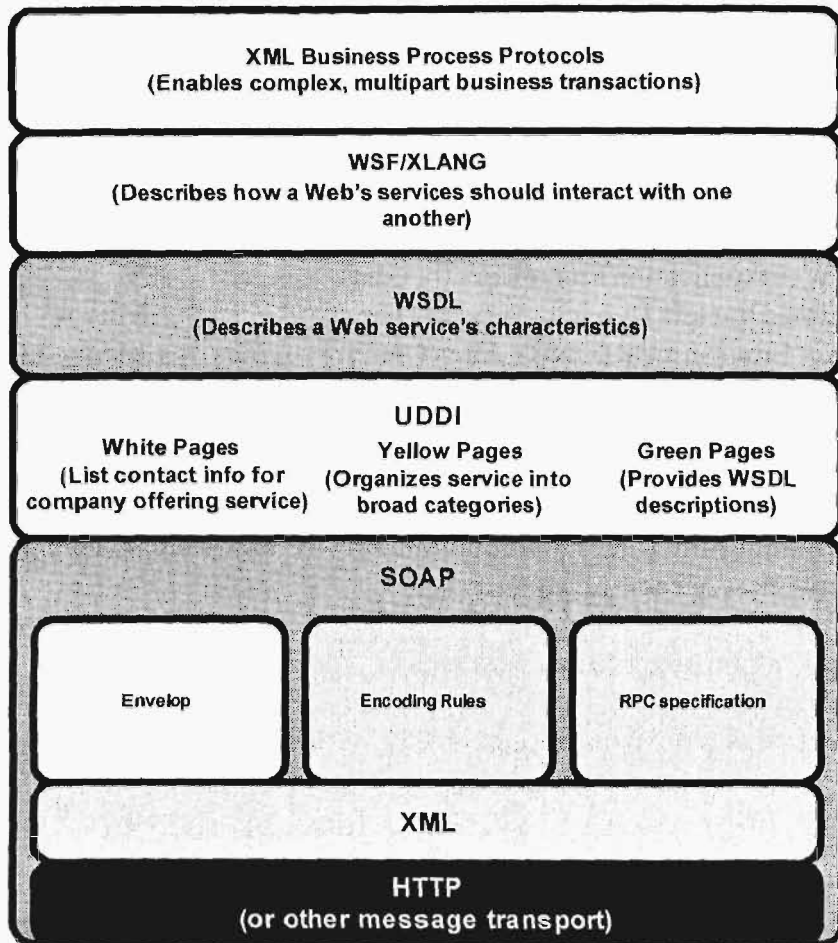 XML Business Process Protocols
(Enables complex, multipart business transactions)
WSF/XLANG
(Describes how a Web's services should interact with one
another)
WSDL
(Describes a Web service's characteristics)
UDDI
White Pages
(List contact info for
company offering service)
Yellow Pages
(Organizes service into
broad categories)
Green Pages
(Provides WSDL
descriptions)
SOAP
Envelop
Encoding Rules
RPC specification
XML
HTTP
(or other message transport)